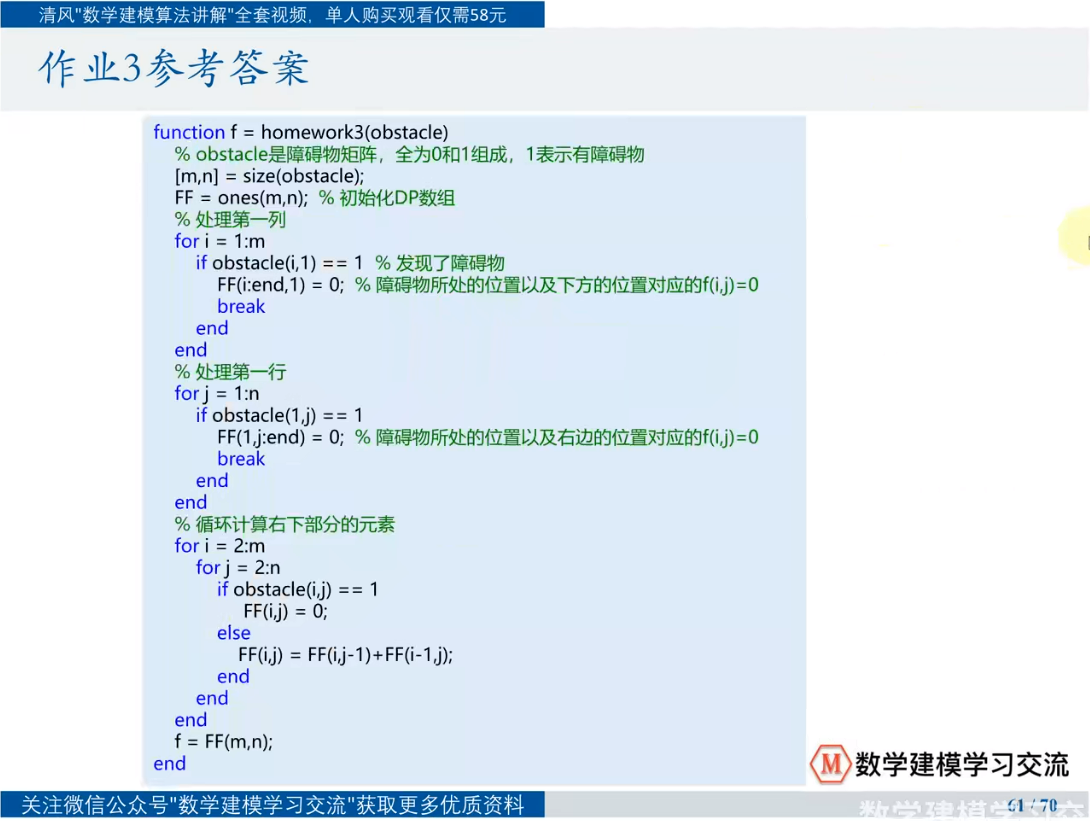 清风"数学建模算法讲解"全套视频，单人购买观看仅需58元
作业3参考答案
function f = homework3(obstacle)
% obstacle是障碍物矩阵，全为0和1组成，1表示有障碍物
[m,n] = size(obstacle);
FF = ones(m,n); % 初始化DP数组
% 处理第一列
for i = 1:m
if obstacle(i,1) == 1 % 发现了障碍物
FF(i:end,1) = 0; % 障碍物所处的位置以及下方的位置对应的f(i,j)=0
break
end
end
% 处理第一行
for j = 1:n
if obstacle(1,j) == 1
FF(1,j:end) = 0; % 障碍物所处的位置以及右边的位置对应的f(i,j)=0
break
end
end
% 循环计算右下部分的元素
for i = 2:m
for j = 2:n
if obstacle(i,j) == 1
FF(i,j) = 0;
else
FF(i,j) = FF(i,j-1)+FF(i-1,j);
end
end
end
f = FF(m,n);
end
M 数学建模学习交流
关注微信公众号"数学建模学习交流"获取更多优质资料
数学建模学习交
61 / 70